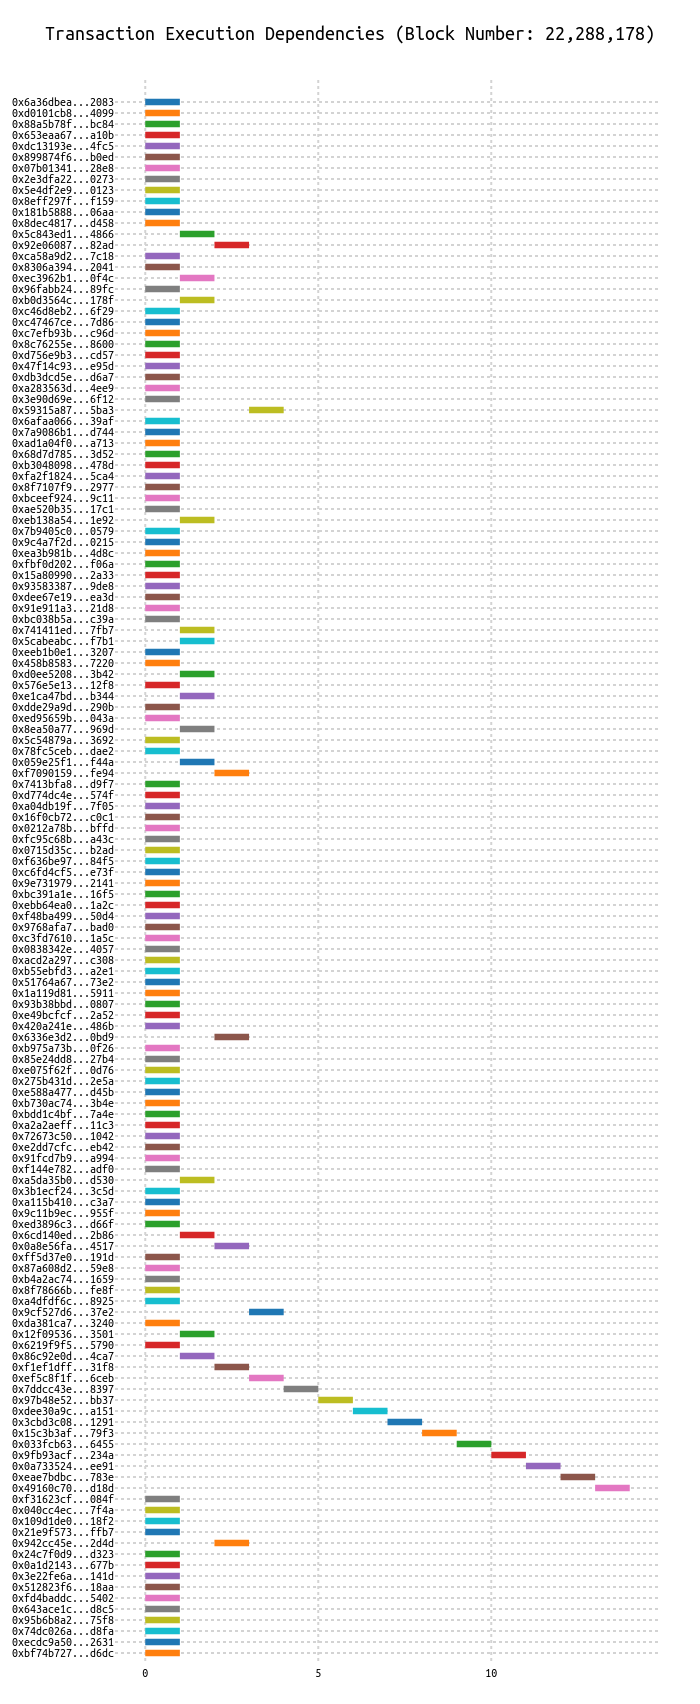 Transaction Execution Dependencies (Block Number: 22,288,178)
0x6a36dbea...2083
0xd0101cb8...4099
0x88a5b78f...bc84
0x653eaa67...a10b
0xdc13193e...4fc5
0x899874f6...b0ed
0x07b01341...28e8
0x2e3dfa22...0273
0x5e4df2e9...0123
0x8eff297f...f159
0x181b5888...06aa
0x8dec4817...d458
0x5c843ed1...4866
0x92e06087...82ad
0xca58a9d2...7c18
0x8306a394...2041
0xec3962b1...0f4c
0x96fabb24...89fc
0xb0d3564c...178f
0xc46d8eb2...6f29
0xc47467ce...7d86
0xc7efb93b...c96d
0x8c76255e...8600
0xd756e9b3...cd57
0x47f14c93...e95d
0xdb3dcd5e...d6a7
0xa283563d...4ee9
0x3e90d69e...6f12
0x59315a87...5ba3
0x6afaa066...39af
0x7a9086b1...d744
0xad1a04f0...a713
0x68d7d785...3d52
0xb3048098...478d
0xfa2f1824...5ca4
0x8f7107f9...2977
0xbceef924...9c11
0xae520b35...17c1
0xeb138a54...1e92
0x7b9405c0...0579
0x9c4a7f2d...0215
0xea3b981b...4d8c
0xfbf0d202...f06a
0x15a80990...2a33
0x93583387...9de8
0xdee67e19...ea3d
0x91e911a3...21d8
0xbc038b5a...c39a
0x741411ed...7fb7
0x5cabeabc...f7b1
0xeeb1b0e1...3207
0x458b8583...7220
0xd0ee5208...3b42
0x576e5e13...12f8
0xe1ca47bd...b344
0xdde29a9d...290b
0xed95659b...043a
0x8ea50a77...969d
0x5c54879a...3692
0x78fc5ceb...dae2
0x059e25f1...f44a
0xf7090159...fe94
0x7413bfa8...d9f7
0xd774dc4e...574f
0xa04db19f...7f05
0x16f0cb72...c0c1
0x0212a78b...bffd
0xfc95c68b...a43c
0x0715d35c...b2ad
0xf636be97...84f5
0xc6fd4cf5...e73f
0x9e731979...2141
0xbc391a1e...16f5
0xebb64ea0...1a2c
0xf48ba499...50d4
0x9768afa7...bad0
0xc3fd7610...1a5c
0x0838342e...4057
0xacd2a297...c308
0xb55ebfd3...a2e1
0x51764a67...73e2
0x1a119d81...5911
0x93b38bbd...0807
0xe49bcfcf...2a52
0x420a241e...486b
0x6336e3d2...0bd9
0xb975a73b...0f26
0x85e24dd8...27b4
0xe075f62f...0d76
0x275b431d...2e5a
0xe588a477...d45b
0xb730ac74...3b4e
0xbdd1c4bf...7a4e
0xa2a2aeff...11c3
0x72673c50...1042
0xe2dd7cfc...eb42
0x91fcd7b9...a994
0xf144e782...adf0
0xa5da35b0...d530
0x3b1ecf24...3c5d
0xa115b410...c3a7
0x9c11b9ec...955f
0xed3896c3...d66f
0x6cd140ed...2b86
0x0a8e56fa...4517
0xff5d37e0...191d
0x87a608d2...59e8
0xb4a2ac74...1659
0x8f78666b...fe8f
0xa4dfdf6c...8925
0x9cf527d6...37e2
0xda381ca7...3240
0x12f09536...3501
0x6219f9f5...5790
0x86c92e0d...4ca7
0xf1ef1dff...31f8
0xef5c8f1f...6ceb
0x7ddcc43e...8397
0x97b48e52...bb37
0xdee30a9c...a151
0x3cbd3c08...1291
0x15c3b3af...79f3
0x033fcb63...6455
0x9fb93acf...234a
0x0a733524...ee91
0xeae7bdbc...783e
0x49160c70...d18d
0xf31623cf...084f
0x040cc4ec...7f4a
0x109d1de0...18f2
0x21e9f573...ffb7
0x942cc45e...2d4d
0x24c7f0d9...d323
0x0a1d2143...677b
0x3e22fe6a...141d
0x512823f6...18aa
0xfd4baddc...5402
0x643ace1c...d8c5
0x95b6b8a2...75f8
0x74dc026a...d8fa
0xecdc9a50...2631
0xbf74b727...d6dc
0 5 10